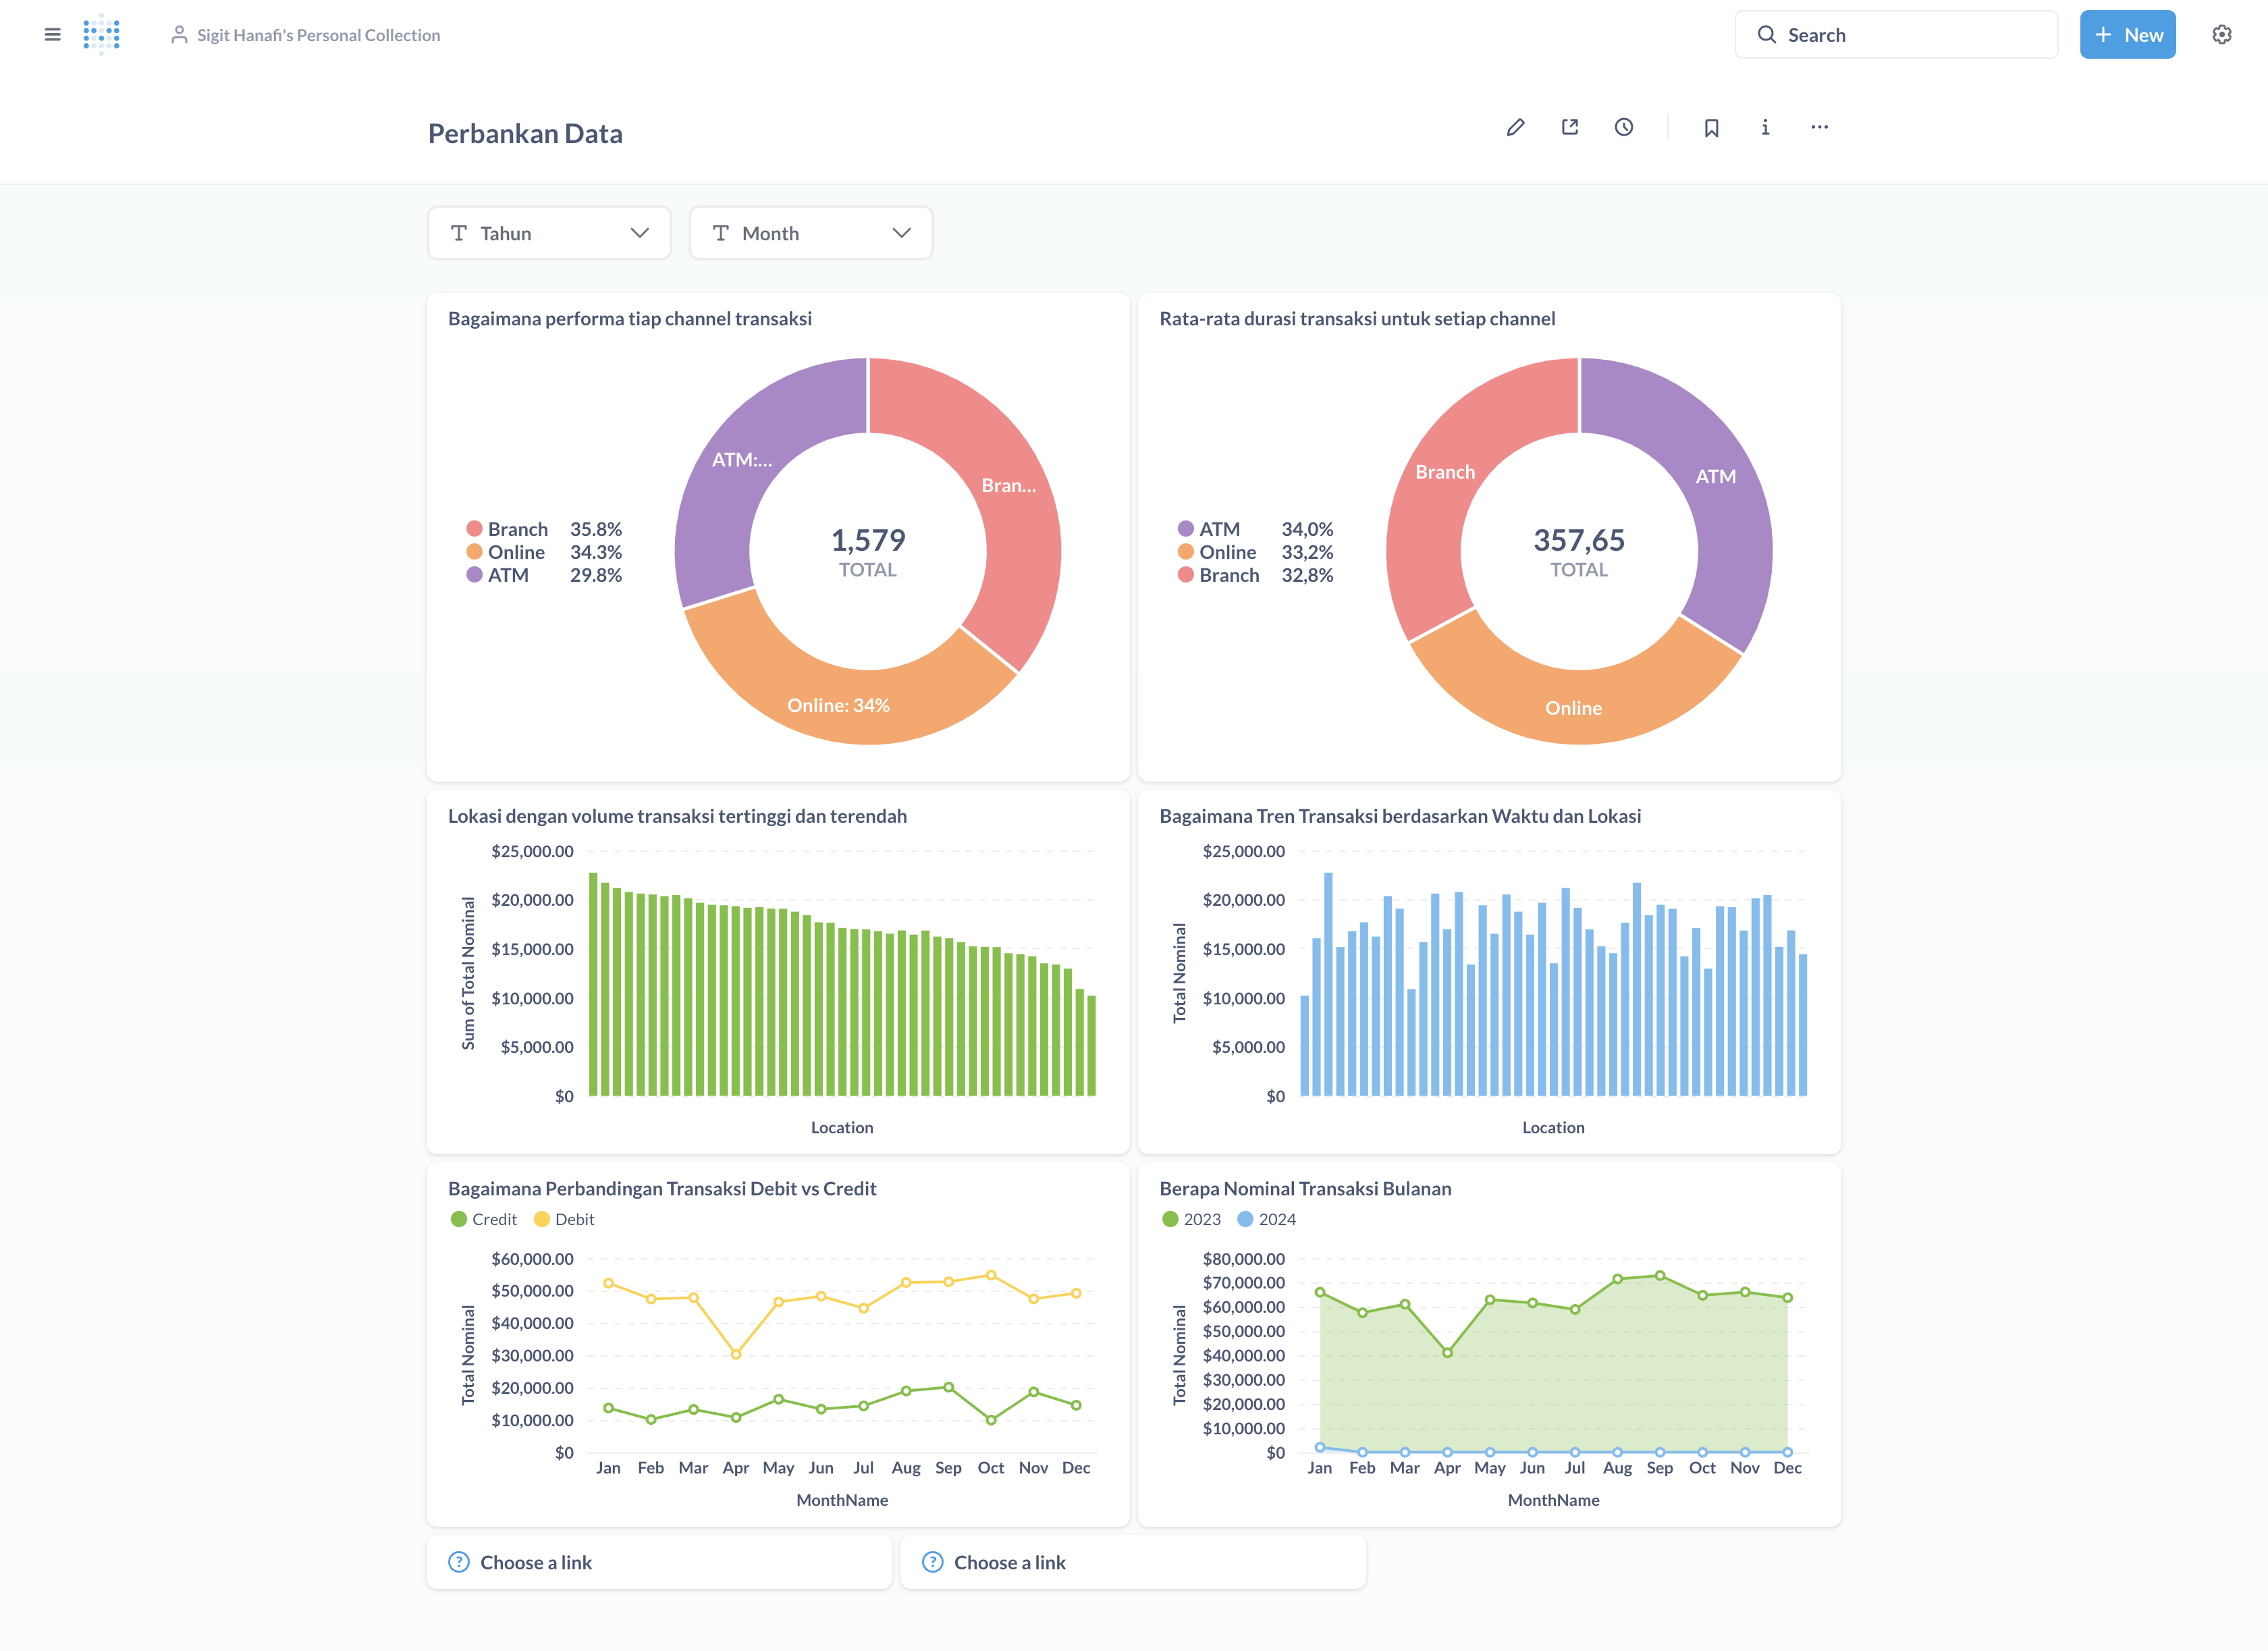 Sigit Hanafi's Personal Collection
Search
New
Perbankan Data
Tahun
Month
Bagaimana performa tiap channel transaksi
Branch 35.8%
Online 34.3%
ATM 29.8%
ATM:...
Bran...
1,579
TOTAL
Online: 34%
Rata-rata durasi transaksi untuk setiap channel
ATM 34,0%
Online 33,2%
Branch 32,8%
Branch
ATM
357,65
TOTAL
Online
Lokasi dengan volume transaksi tertinggi dan terendah
Sum of Total Nominal
$25,000.00
$20,000.00
$15,000.00
$10,000.00
$5,000.00
$0
Location
Bagaimana Tren Transaksi berdasarkan Waktu dan Lokasi
Total Nominal
$25,000.00
$20,000.00
$15,000.00
$10,000.00
$5,000.00
$0
Location
Bagaimana Perbandingan Transaksi Debit vs Credit
Credit Debit
Total Nominal
$60,000.00
$50,000.00
$40,000.00
$30,000.00
$20,000.00
$10,000.00
$0
Jan Feb Mar Apr May Jun Jul Aug Sep Oct Nov Dec
MonthName
Berapa Nominal Transaksi Bulanan
2023 2024
Total Nominal
$80,000.00
$70,000.00
$60,000.00
$50,000.00
$40,000.00
$30,000.00
$20,000.00
$10,000.00
$0
Jan Feb Mar Apr May Jun Jul Aug Sep Oct Nov Dec
MonthName
Choose a link
Choose a link